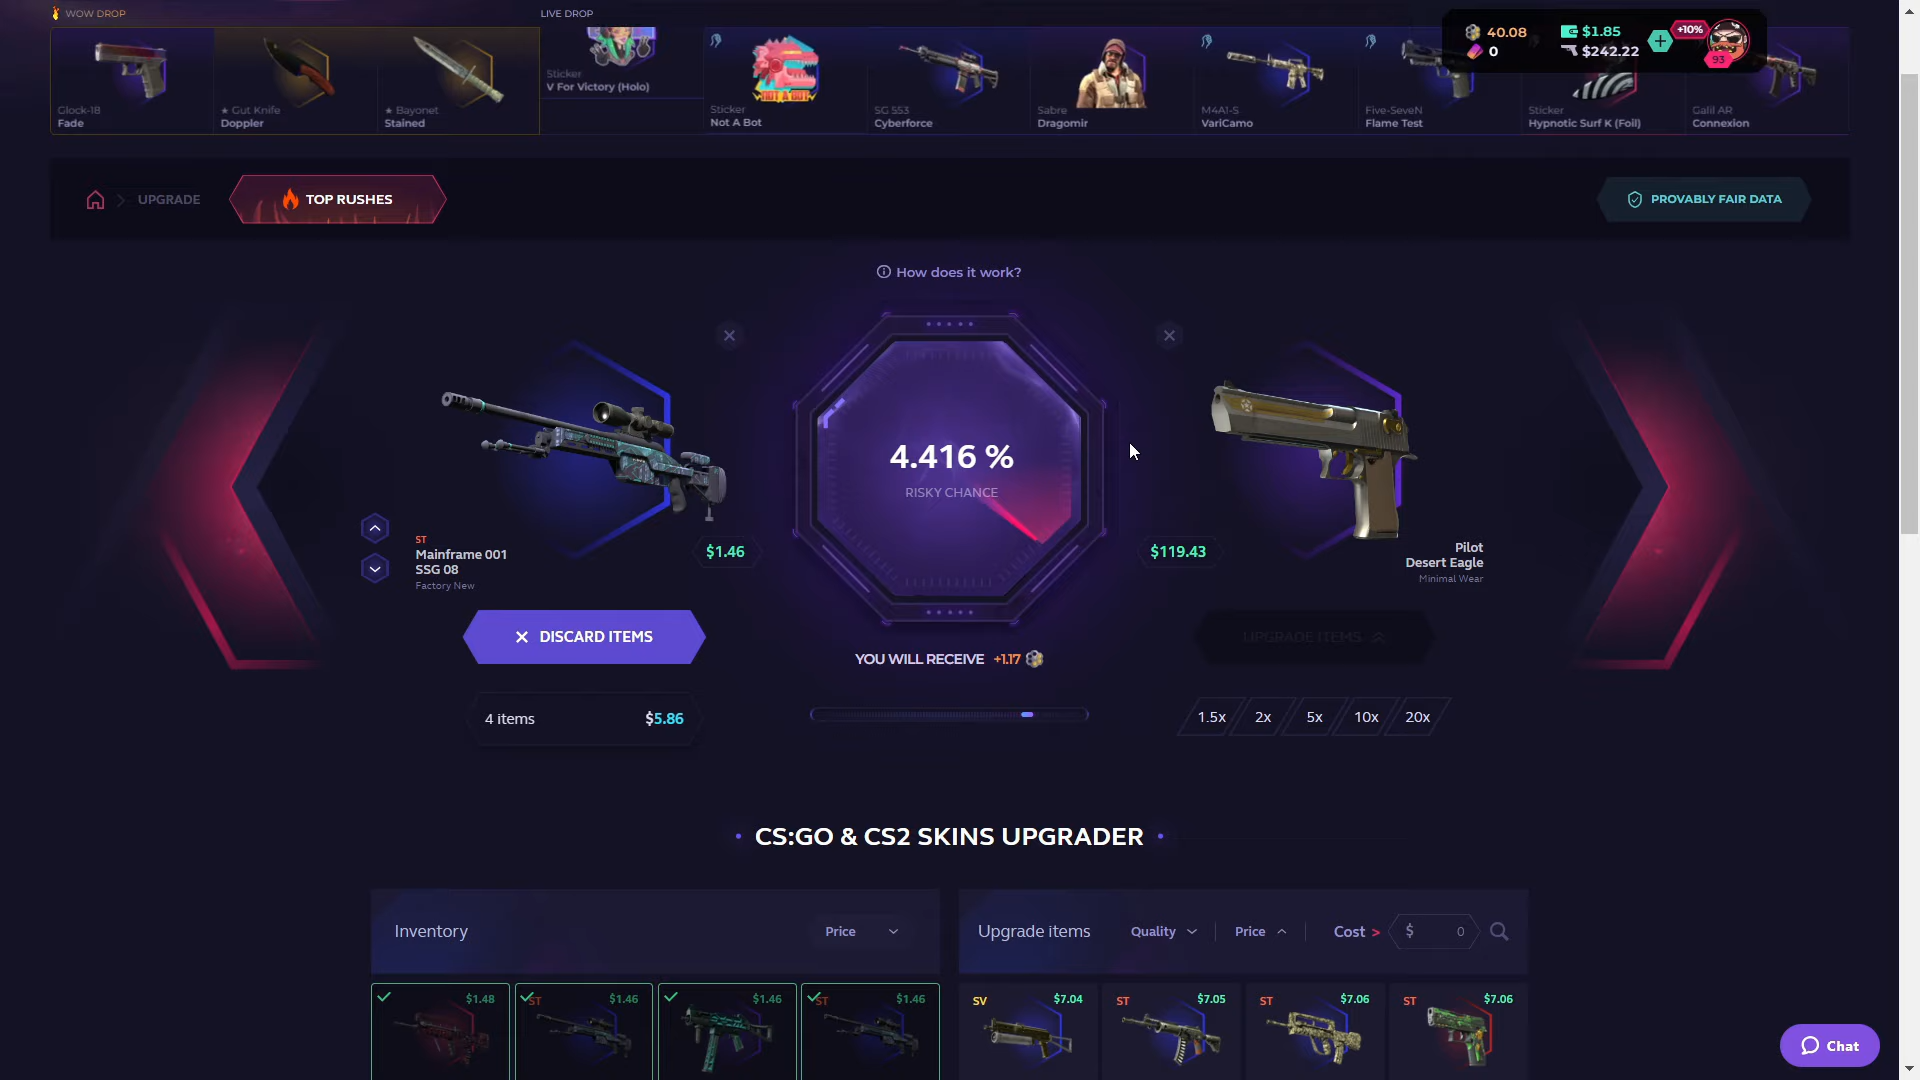 WOW DROP
LIVE DROP
Glock-18
Fade
★ Gut Knife
Doppler
★ Bayonet
Stained
Sticker
V For Victory (Holo)
NOT A BOT
Sticker
Not A Bot
SG 553
Cyberforce
Sabre
Dragomir
M4A1-S
VariCamo
Five-SeveN
Flame Test
Sticker
Hypnotic Surf K (Foil)
Galil AR
Connexion
40.08
0
$1.85
$242.22
+10%
93
UPGRADE
TOP RUSHES
PROVABLY FAIR DATA
How does it work?
4.416 %
RISKY CHANCE
ST
Mainframe 001
SSG 08
Factory New
$1.46
$119.43
Pilot
Desert Eagle
Minimal Wear
DISCARD ITEMS
UPGRADE ITEMS
YOU WILL RECEIVE +1.17
4 items $5.86
1.5x 2x 5x 10x 20x
CS:GO & CS2 SKINS UPGRADER
Inventory
Price
Upgrade items
Quality
Price
Cost >
$ 0
$1.48
ST $1.46
$1.46
ST $1.46
SV $7.04
ST $7.05
ST $7.06
ST $7.06
Chat